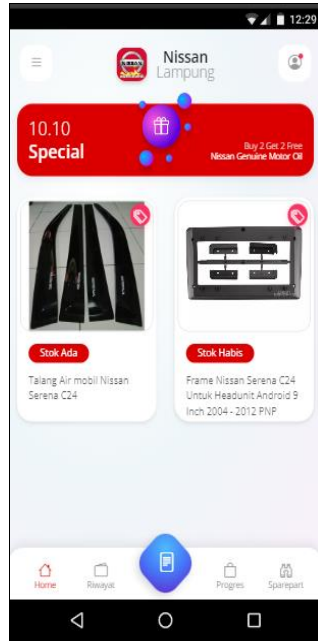 12:29
Nissan
Lampung
10.10
Special
Buy 2 Get 2 Free
Nissan Genuine Motor Oil
Stok Ada
Stok Habis
Talang Air mobil Nissan
Serena C24
Frame Nissan Serena C24
Untuk Headunit Android 9
Inch 2004 - 2012 PNP
Home
Riwayat
Progres
Sparepart